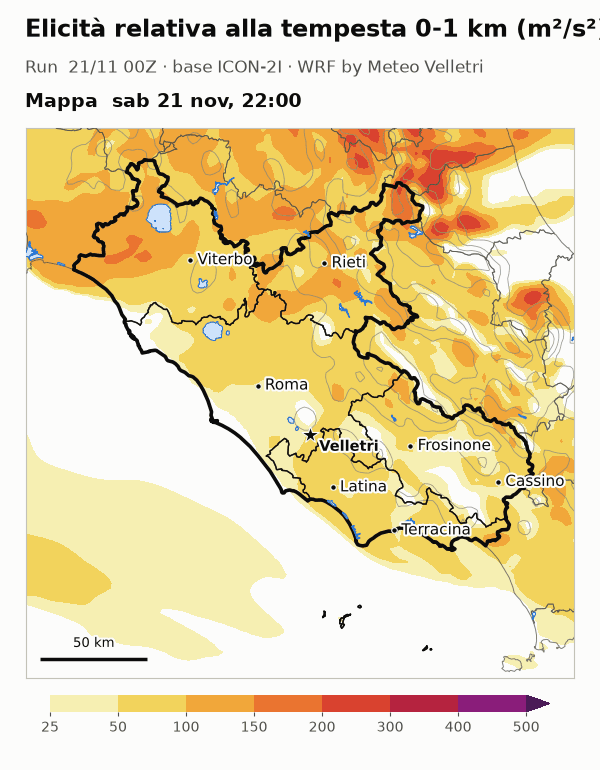 Elicità relativa alla tempesta 0-1 km (m²/s²)
Run 21/11 00Z · base ICON-2I · WRF by Meteo Velletri
Mappa sab 21 nov, 22:00
Viterbo
Rieti
Roma
Velletri
Frosinone
Latina
Cassino
Terracina
50 km
25 50 100 150 200 300 400 500